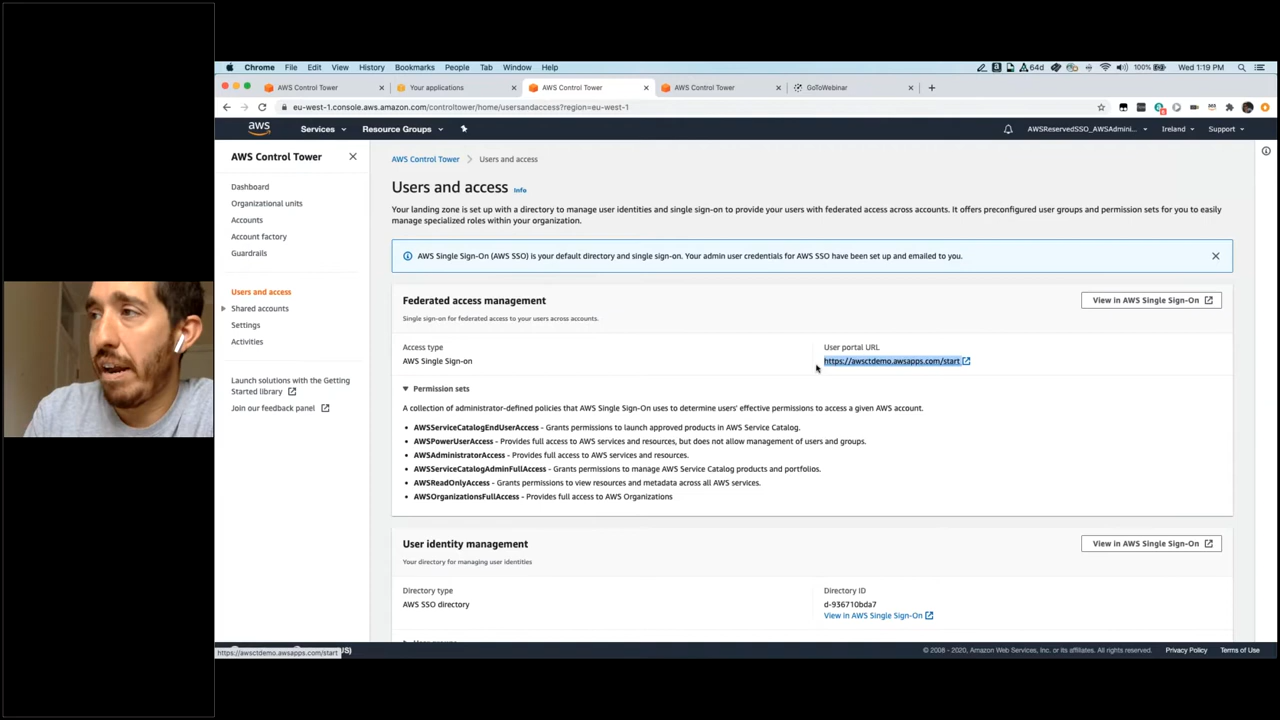 Chrome File Edit View History Bookmarks People Tab Window Help
64d 100% Wed 1:19 PM
AWS Control Tower
Your applications
AWS Control Tower
AWS Control Tower
GoToWebinar
eu-west-1.console.aws.amazon.com/controltower/home/usersandaccess?region=eu-west-1
aws Services Resource Groups AWSReservedSSO_AWSAdmini... Ireland Support
AWS Control Tower
Dashboard
Organizational units
Accounts
Account factory
Guardrails
Users and access
Shared accounts
Settings
Activities
Launch solutions with the Getting
Started library
Join our feedback panel
AWS Control Tower > Users and access
Users and access Info
Your landing zone is set up with a directory to manage user identities and single sign-on to provide your users with federated access across accounts. It offers preconfigured user groups and permission sets for you to easily
manage specialized roles within your organization.
AWS Single Sign-On (AWS SSO) is your default directory and single sign-on. Your admin user credentials for AWS SSO have been set up and emailed to you.
Federated access management
View in AWS Single Sign-On
Single sign-on for federated access to your users across accounts.
Access type
AWS Single Sign-on
User portal URL
https://awsctdemo.awsapps.com/start
Permission sets
A collection of administrator-defined policies that AWS Single Sign-On uses to determine users' effective permissions to access a given AWS account.
• AWSServiceCatalogEndUserAccess - Grants permissions to launch approved products in AWS Service Catalog.
• AWSPowerUserAccess - Provides full access to AWS services and resources, but does not allow management of users and groups.
• AWSAdministratorAccess - Provides full access to AWS services and resources.
• AWSServiceCatalogAdminFullAccess - Grants permissions to manage AWS Service Catalog products and portfolios.
• AWSReadOnlyAccess - Grants permissions to view resources and metadata across all AWS services.
• AWSOrganizationsFullAccess - Provides full access to AWS Organizations
User identity management
View in AWS Single Sign-On
Your directory for managing user identities
Directory type
AWS SSO directory
Directory ID
d-936710bda7
View in AWS Single Sign-On
https://awsctdemo.awsapps.com/start
© 2008 - 2020, Amazon Web Services, Inc. or its affiliates. All rights reserved. Privacy Policy Terms of Use